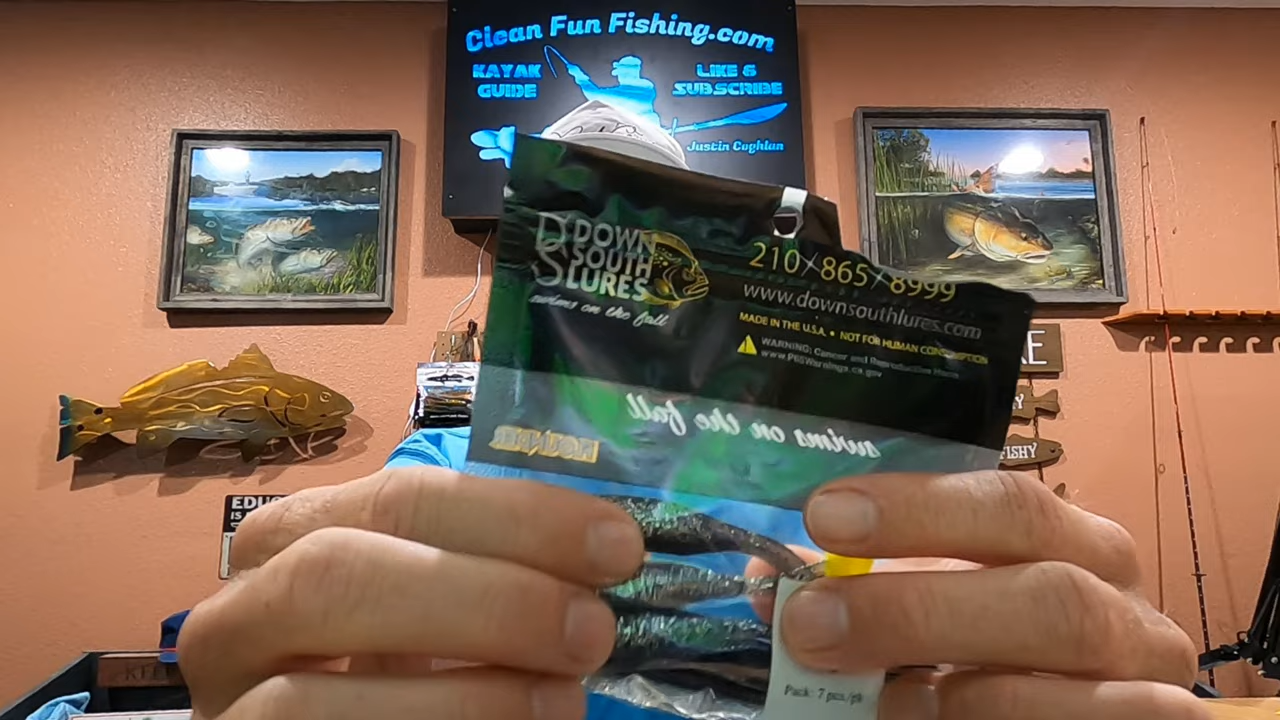 Clean Fun Fishing.com
KAYAK
GUIDE
LIKE &
SUBSCRIBE
Justin Coghlan
DOWN
SOUTH
LURES
swims on the fall
210 865 8999
www.downsouthlures.com
MADE IN THE U.S.A. • NOT FOR HUMAN CONSUMPTION
WARNING: Cancer and Reproductive Harm
www.P65Warnings.ca.gov
swims on the fall
FLOUNDER
FISHY
Pack: 7 pcs/pk